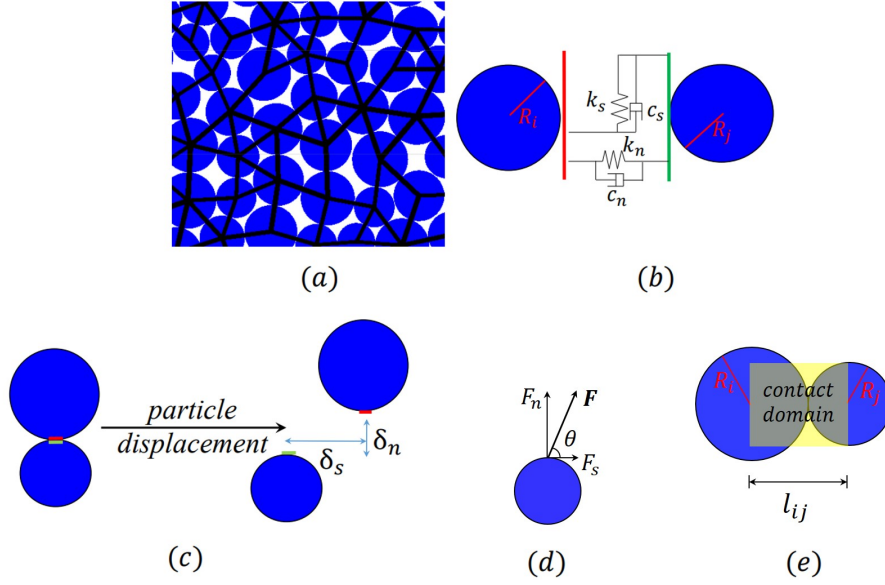 R_i
k_s
c_s
k_n
c_n
R_j
(a)
(b)
particle
displacement
δ_s
δ_n
F_n
F
θ
F_s
R_i
contact
domain
R_j
l_ij
(c)
(d)
(e)